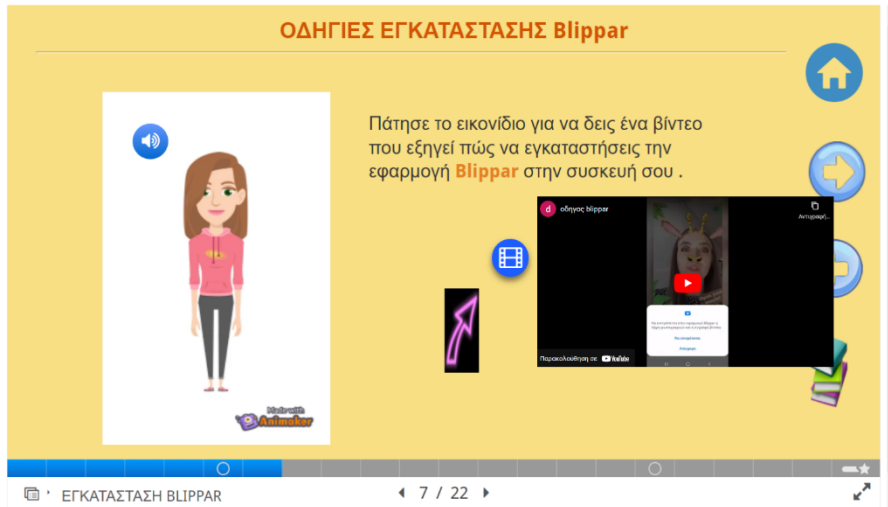 ΟΔΗΓΙΕΣ ΕΓΚΑΤΑΣΤΑΣΗΣ Blippar
Πάτησε το εικονίδιο για να δεις ένα βίντεο
που εξηγεί πώς να εγκαταστήσεις την
εφαρμογή Blippar στην συσκευή σου .
d οδηγος blippar
Αντιγραφή...
Παρακολούθηση σε YouTube
Made with
Animaker
ΕΓΚΑΤΑΣΤΑΣΗ BLIPPAR
7 / 22